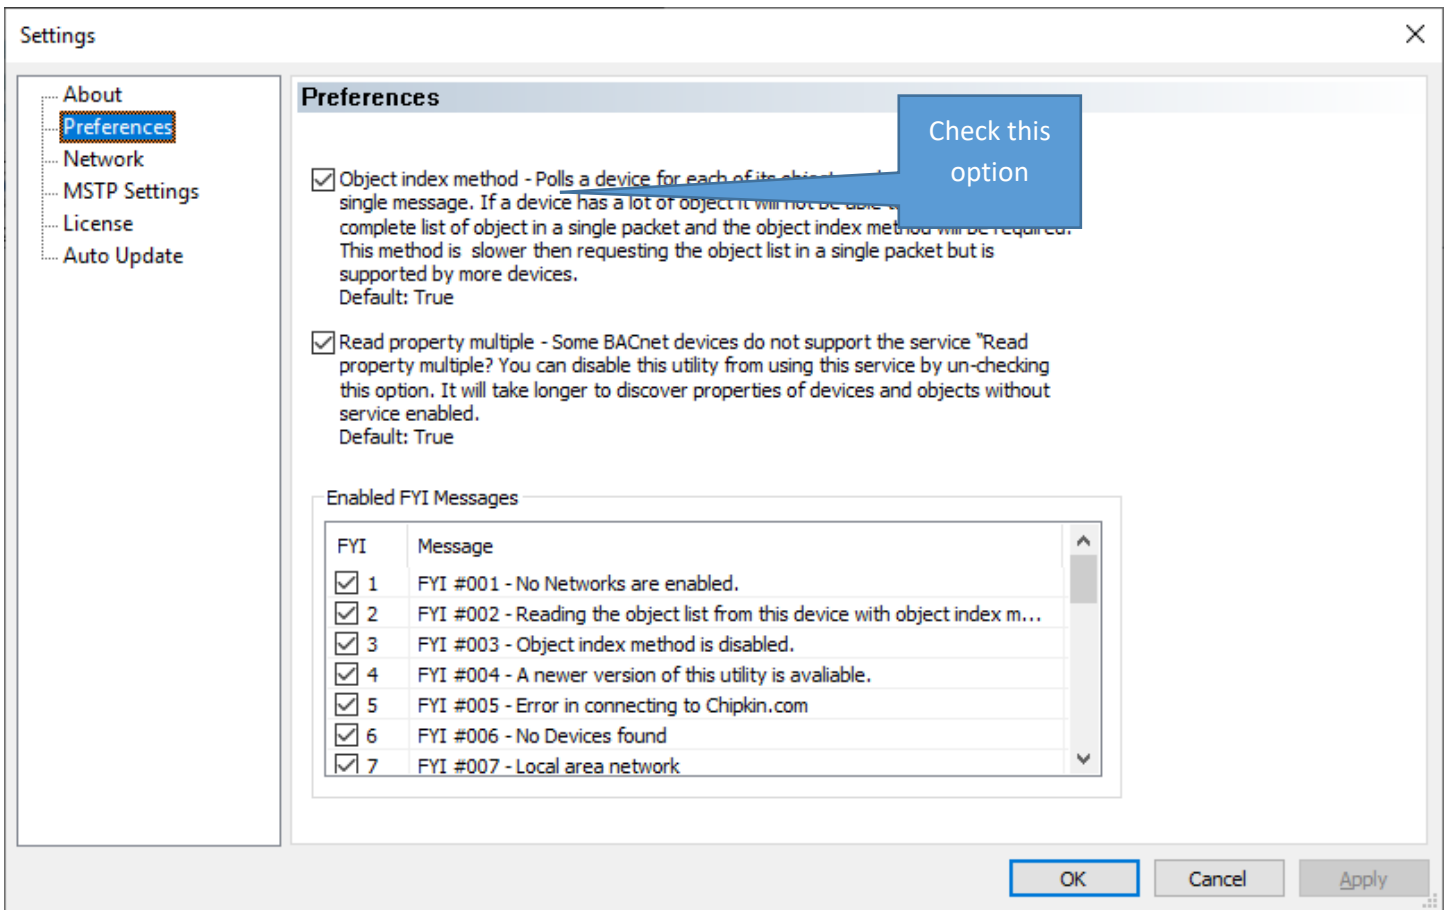 Settings
About
Preferences
Network
MSTP Settings
License
Auto Update
Preferences
Check this
option
Object index method - Polls a device for each of its
single message. If a device has a lot of object it will not be able
complete list of object in a single packet and the object index method will be required.
This method is slower then requesting the object list in a single packet but is
supported by more devices.
Default: True
Read property multiple - Some BACnet devices do not support the service "Read
property multiple? You can disable this utility from using this service by un-checking
this option. It will take longer to discover properties of devices and objects without
service enabled.
Default: True
Enabled FYI Messages
FYI Message
1 FYI #001 - No Networks are enabled.
2 FYI #002 - Reading the object list from this device with object index m...
3 FYI #003 - Object index method is disabled.
4 FYI #004 - A newer version of this utility is avaliable.
5 FYI #005 - Error in connecting to Chipkin.com
6 FYI #006 - No Devices found
7 FYI #007 - Local area network
OK Cancel Apply